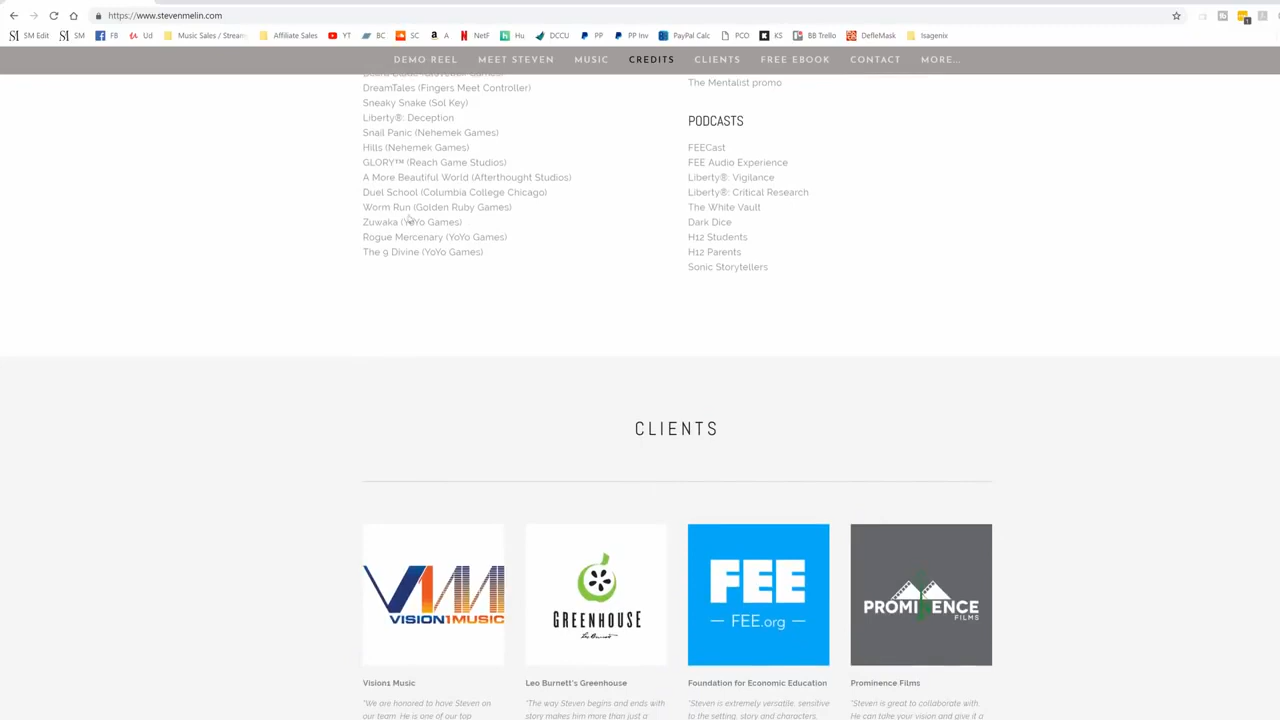 https://www.stevenmelin.com
SM Edit SM FB Ud Music Sales / Stream Affiliate Sales YT BC SC A NetF Hu DCCU PP PP Inv PayPal Calc PCO KS BB Trello DefleMask Isagenix
DEMO REEL MEET STEVEN MUSIC CREDITS CLIENTS FREE EBOOK CONTACT MORE...
DreamTales (Fingers Meet Controller)
Sneaky Snake (Sol Key)
Liberty®: Deception
Snail Panic (Nehemek Games)
Hills (Nehemek Games)
GLORY™ (Reach Game Studios)
A More Beautiful World (Afterthought Studios)
Duel School (Columbia College Chicago)
Worm Run (Golden Ruby Games)
Zuwaka (YoYo Games)
Rogue Mercenary (YoYo Games)
The 9 Divine (YoYo Games)
The Mentalist promo
PODCASTS
FEECast
FEE Audio Experience
Liberty®: Vigilance
Liberty®: Critical Research
The White Vault
Dark Dice
H12 Students
H12 Parents
Sonic Storytellers
CLIENTS
VISION1MUSIC
GREENHOUSE
Leo Burnett
FEE
— FEE.org —
PROMINENCE
FILMS
Vision1 Music
"We are honored to have Steven on
our team. He is one of our top
Leo Burnett's Greenhouse
"The way Steven begins and ends with
story makes him more than just a
Foundation for Economic Education
"Steven is extremely versatile, sensitive
to the setting, story and characters,
Prominence Films
"Steven is great to collaborate with.
He can take your vision and give it a